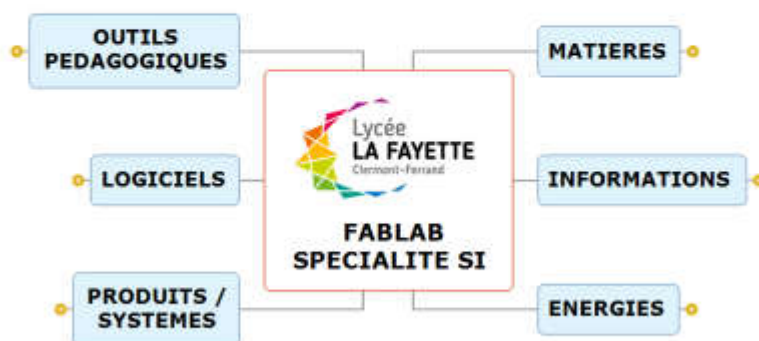 OUTILS
PEDAGOGIQUES
LOGICIELS
PRODUITS /
SYSTEMES
Lycée
LA FAYETTE
Clermont-Ferrand
FABLAB
SPECIALITE SI
MATIERES
INFORMATIONS
ENERGIES